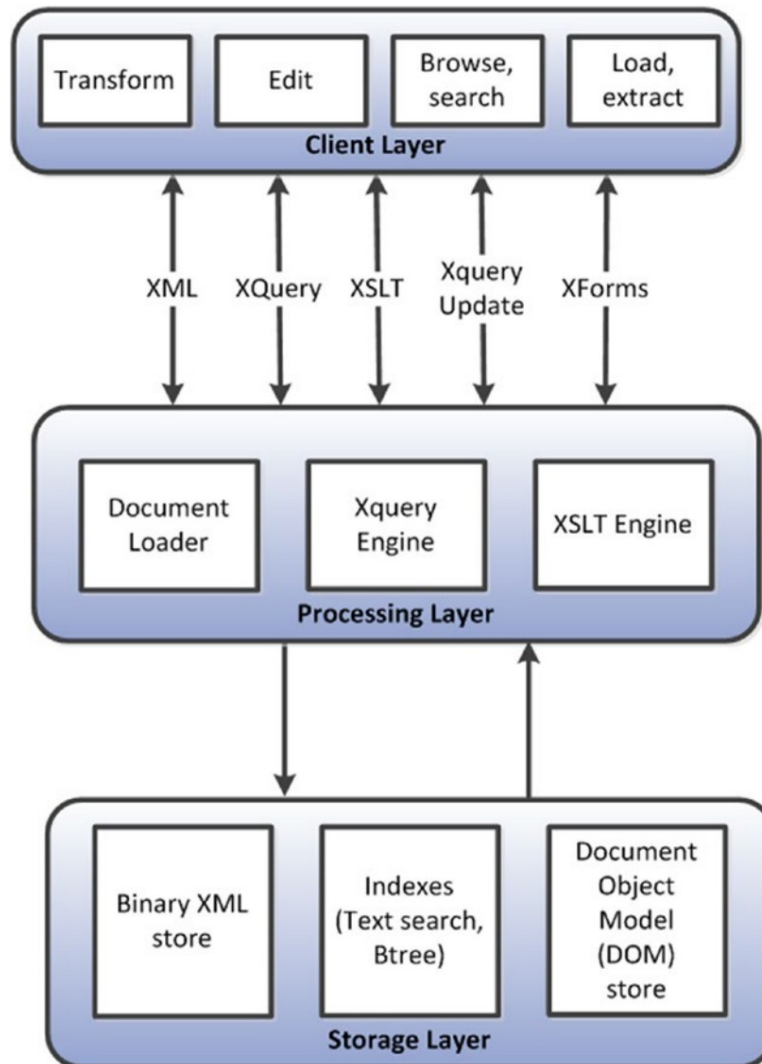 Transform
Edit
Browse,
search
Load,
extract
Client Layer
XML
XQuery
XSLT
Xquery
Update
XForms
Document
Loader
Xquery
Engine
XSLT Engine
Processing Layer
Binary XML
store
Indexes
(Text search,
Btree)
Document
Object
Model
(DOM)
store
Storage Layer